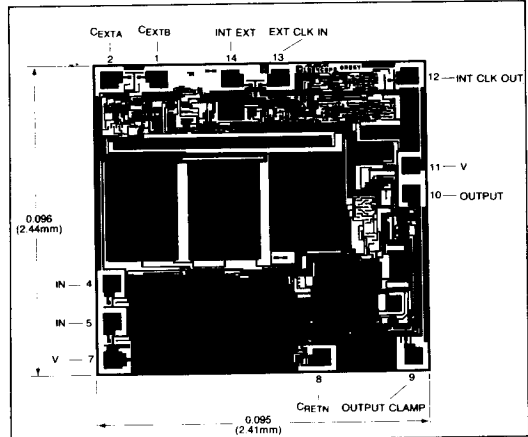 CEXTA CEXTB INT EXT EXT CLK IN
2 1 14 13
12 INT CLK OUT
11 V
10 OUTPUT
0.096
(2.44mm)
IN 4
IN 5
V 7
8 9
CRETN OUTPUT CLAMP
0.095
(2.41mm)